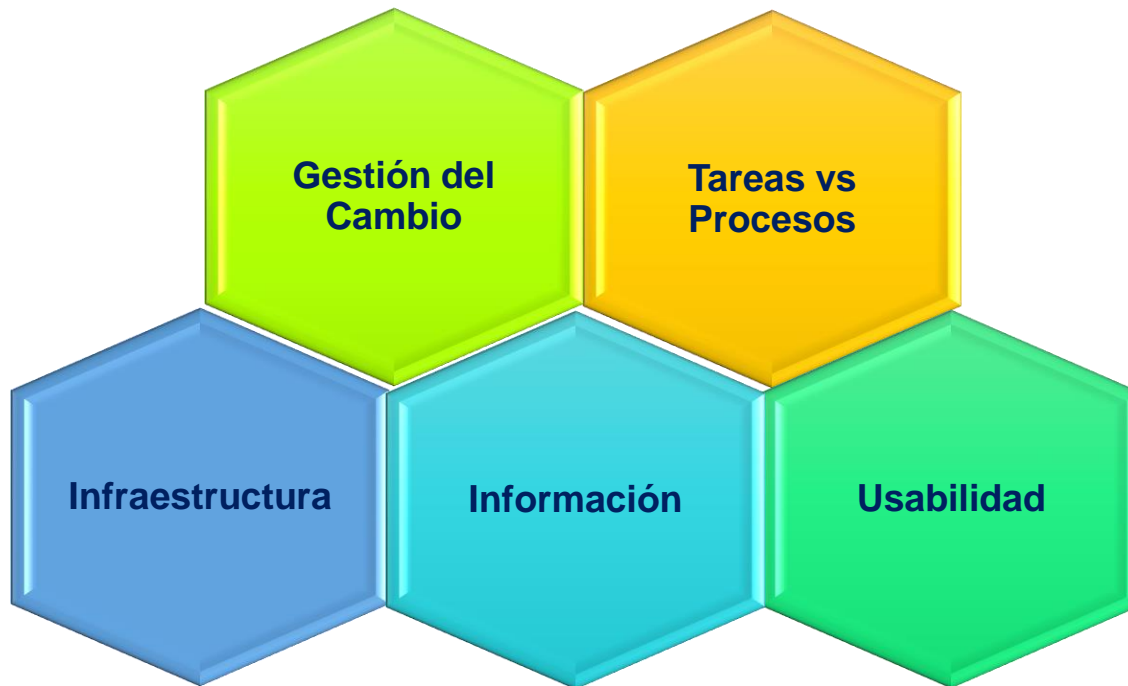 Gestión del
Cambio
Tareas vs
Procesos
Infraestructura
Información
Usabilidad